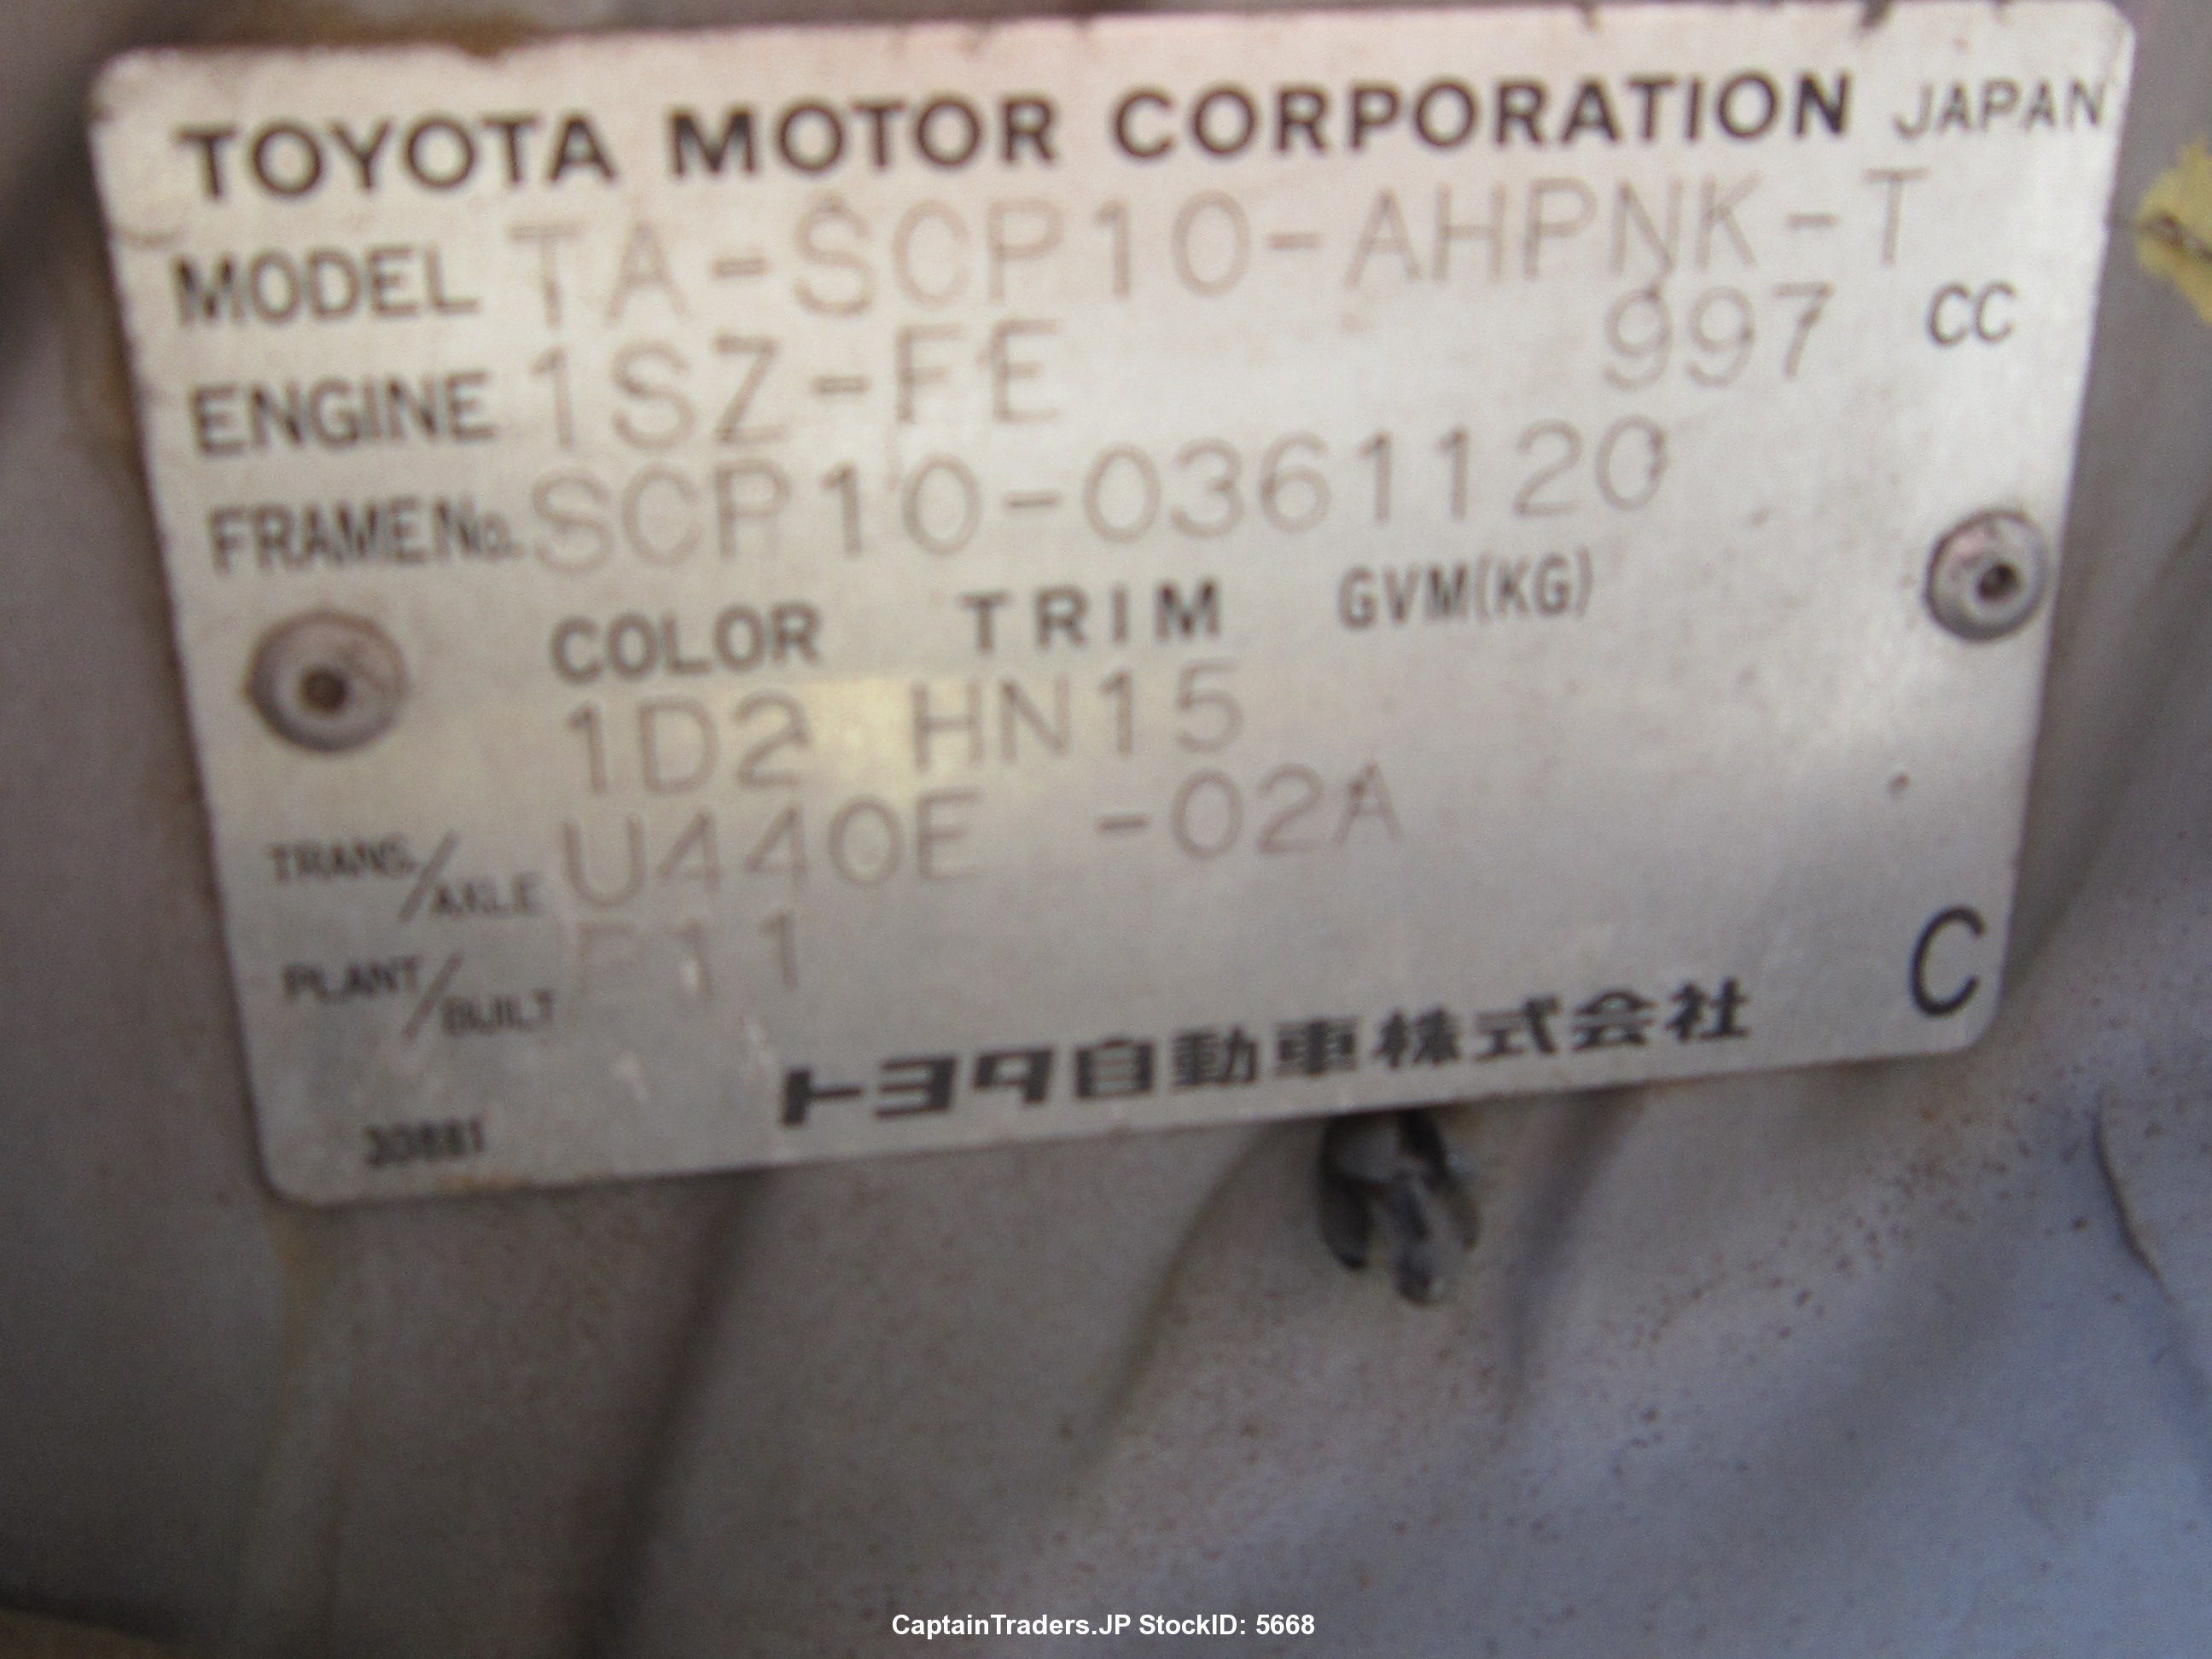 TOYOTA MOTOR CORPORATION JAPAN
MODEL TA-SCP10-AHPNK-T
ENGINE 1SZ-FE 997 CC
FRAME No. SCP10-0361120
COLOR TRIM GVM(KG)
1D2 HN15
TRANS./AXLE U440E -02A
PLANT/BUILT
C
トヨタ自動車株式会社
CaptainTraders.JP StockID: 5668